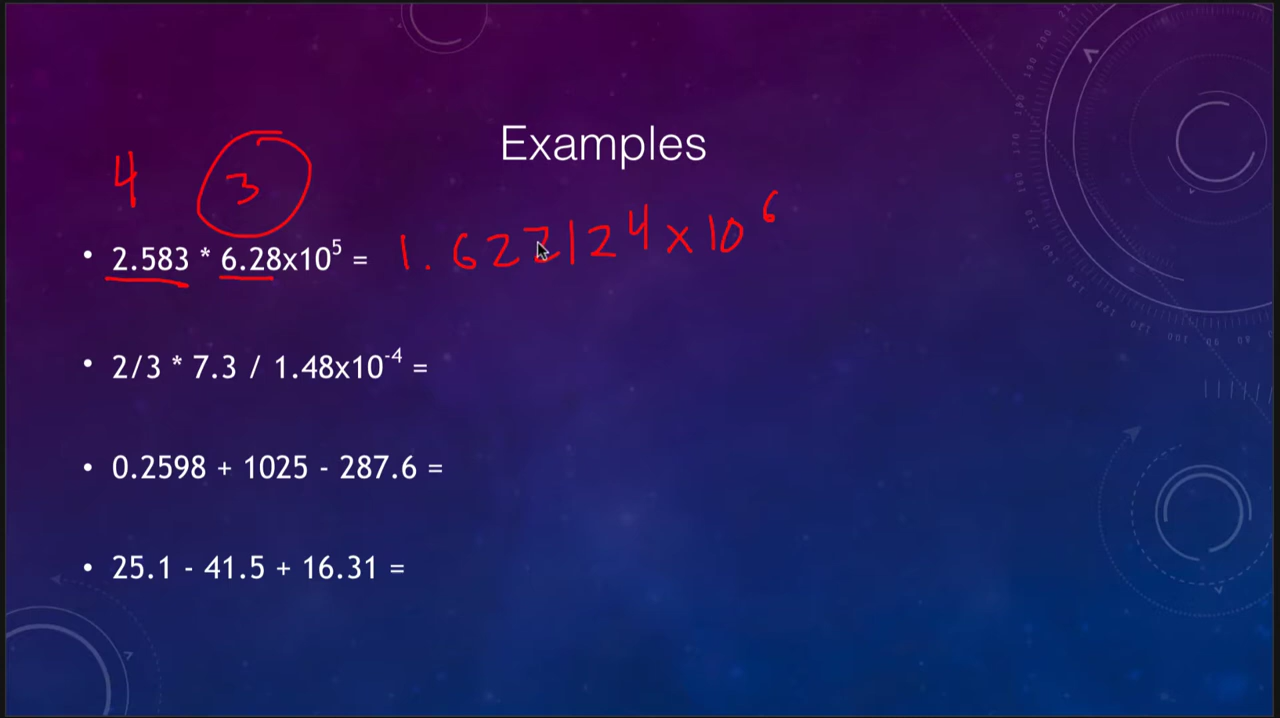 Examples
4 3
• 2.583 * 6.28x10⁵ = 1.622124 x 10⁶
• 2/3 * 7.3 / 1.48x10⁻⁴ =
• 0.2598 + 1025 - 287.6 =
• 25.1 - 41.5 + 16.31 =